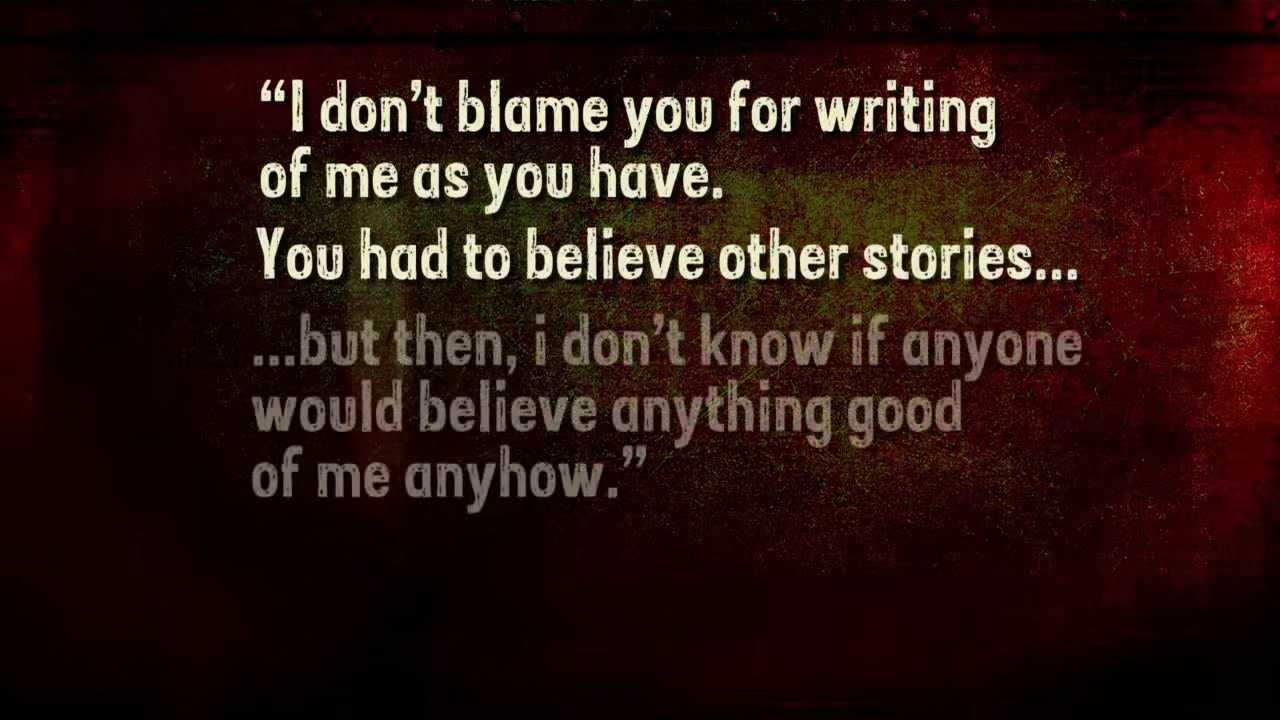 “I don’t blame you for writing
of me as you have.
You had to believe other stories...
...but then, i don’t know if anyone
would believe anything good
of me anyhow.”